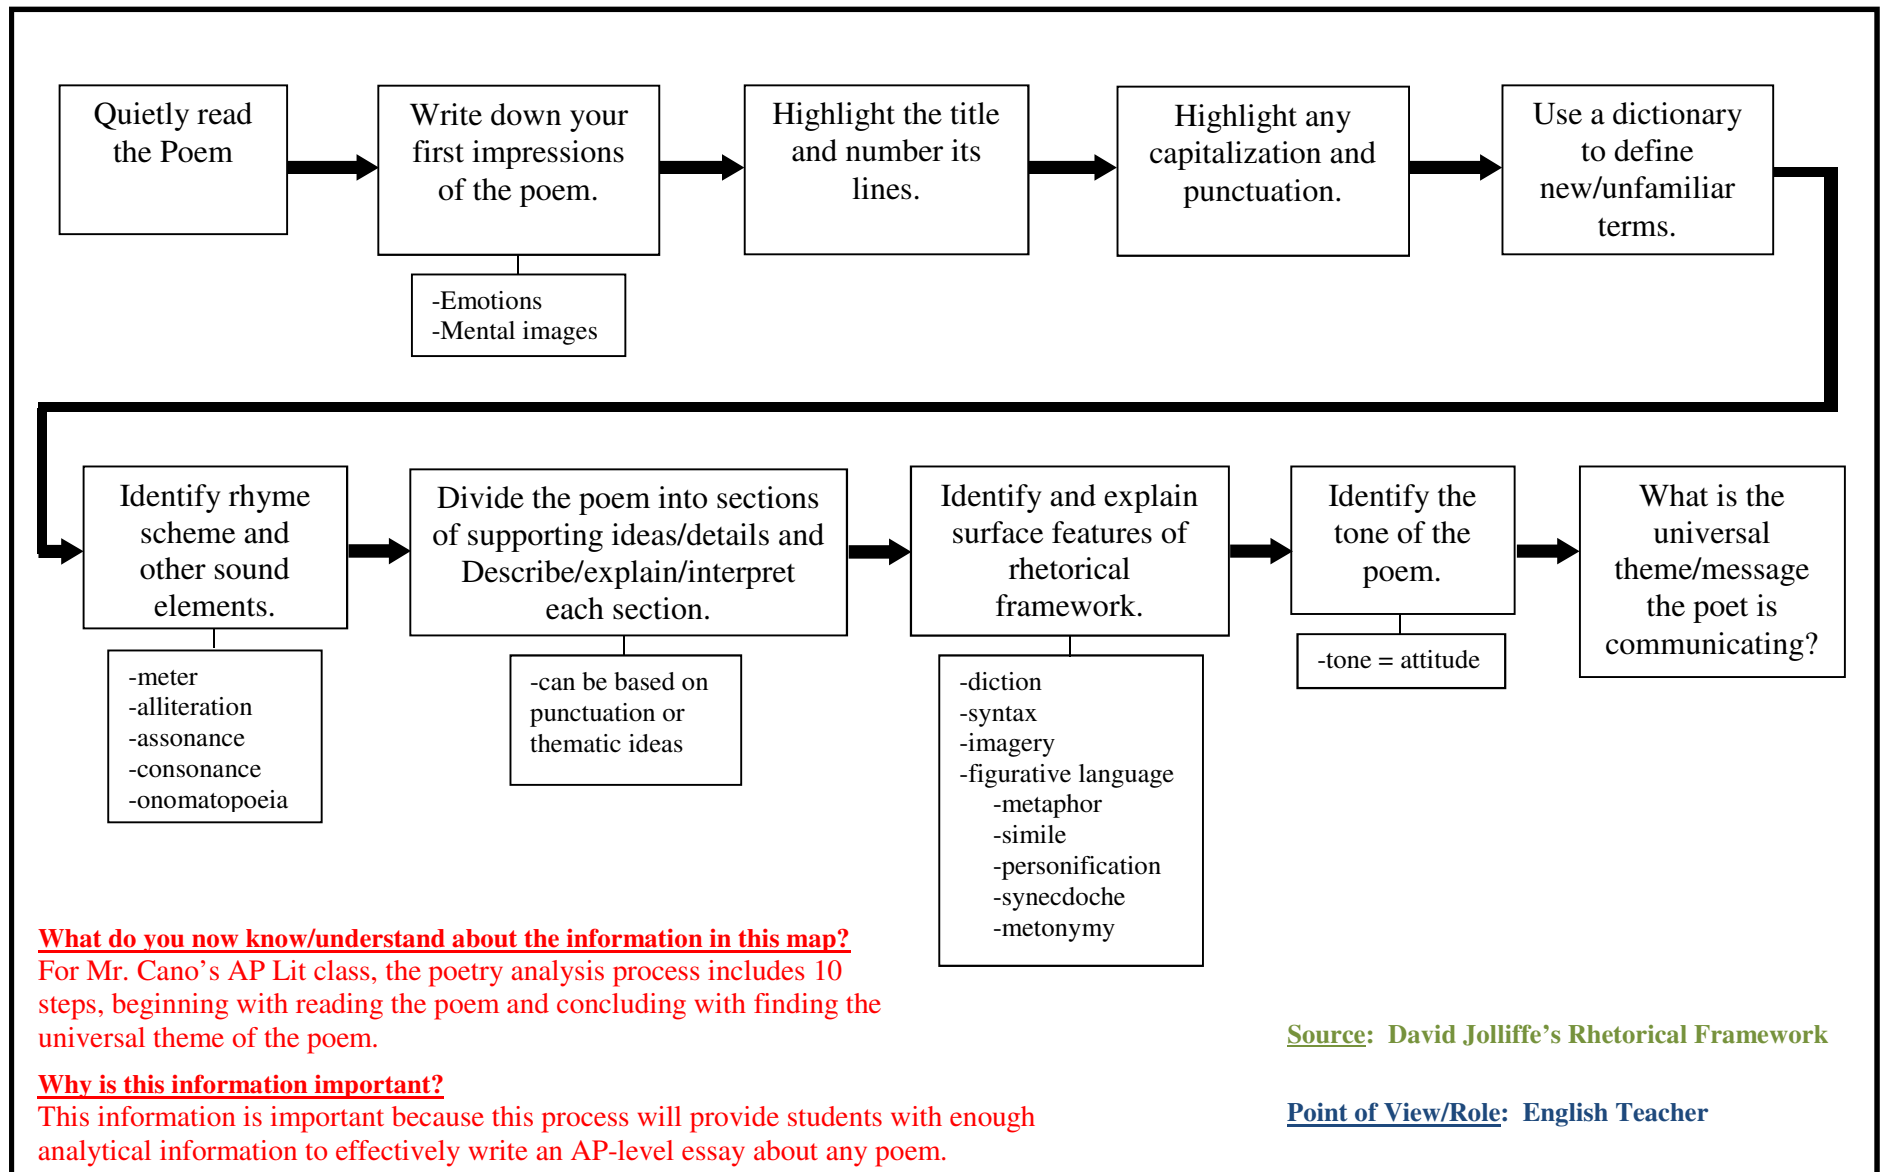 Quietly read
the Poem
Write down your
first impressions
of the poem.
-Emotions
-Mental images
Highlight the title
and number its
lines.
Highlight any
capitalization and
punctuation.
Use a dictionary
to define
new/unfamiliar
terms.
Identify rhyme
scheme and
other sound
elements.
-meter
-alliteration
-assonance
-consonance
-onomatopoeia
Divide the poem into sections
of supporting ideas/details and
Describe/explain/interpret
each section.
-can be based on
punctuation or
thematic ideas
Identify and explain
surface features of
rhetorical
framework.
-diction
-syntax
-imagery
-figurative language
-metaphor
-simile
-personification
-synecdoche
-metonymy
Identify the
tone of the
poem.
-tone = attitude
What is the
universal
theme/message
the poet is
communicating?
What do you now know/understand about the information in this map?
For Mr. Cano's AP Lit class, the poetry analysis process includes 10
steps, beginning with reading the poem and concluding with finding the
universal theme of the poem.
Why is this information important?
This information is important because this process will provide students with enough
analytical information to effectively write an AP-level essay about any poem.
Source:  David Jolliffe's Rhetorical Framework
Point of View/Role:  English Teacher